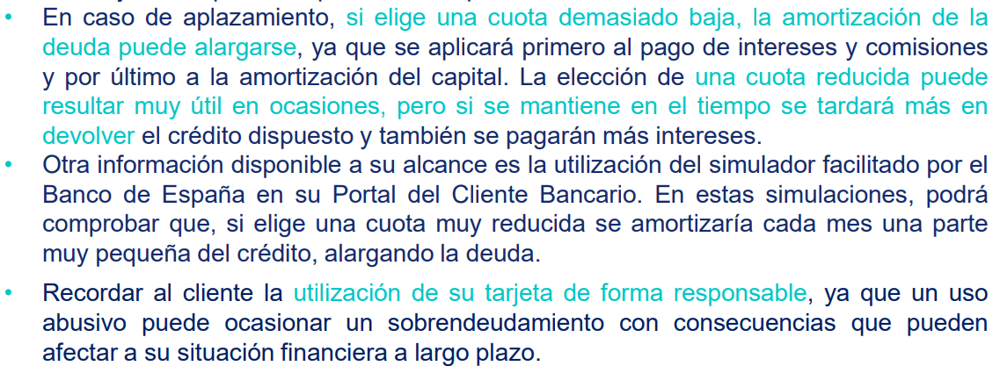 • En caso de aplazamiento, si elige una cuota demasiado baja, la amortización de la
deuda puede alargarse, ya que se aplicará primero al pago de intereses y comisiones
y por último a la amortización del capital. La elección de una cuota reducida puede
resultar muy útil en ocasiones, pero si se mantiene en el tiempo se tardará más en
devolver el crédito dispuesto y también se pagarán más intereses.
• Otra información disponible a su alcance es la utilización del simulador facilitado por el
Banco de España en su Portal del Cliente Bancario. En estas simulaciones, podrá
comprobar que, si elige una cuota muy reducida se amortizaría cada mes una parte
muy pequeña del crédito, alargando la deuda.
• Recordar al cliente la utilización de su tarjeta de forma responsable, ya que un uso
abusivo puede ocasionar un sobrendeudamiento con consecuencias que pueden
afectar a su situación financiera a largo plazo.